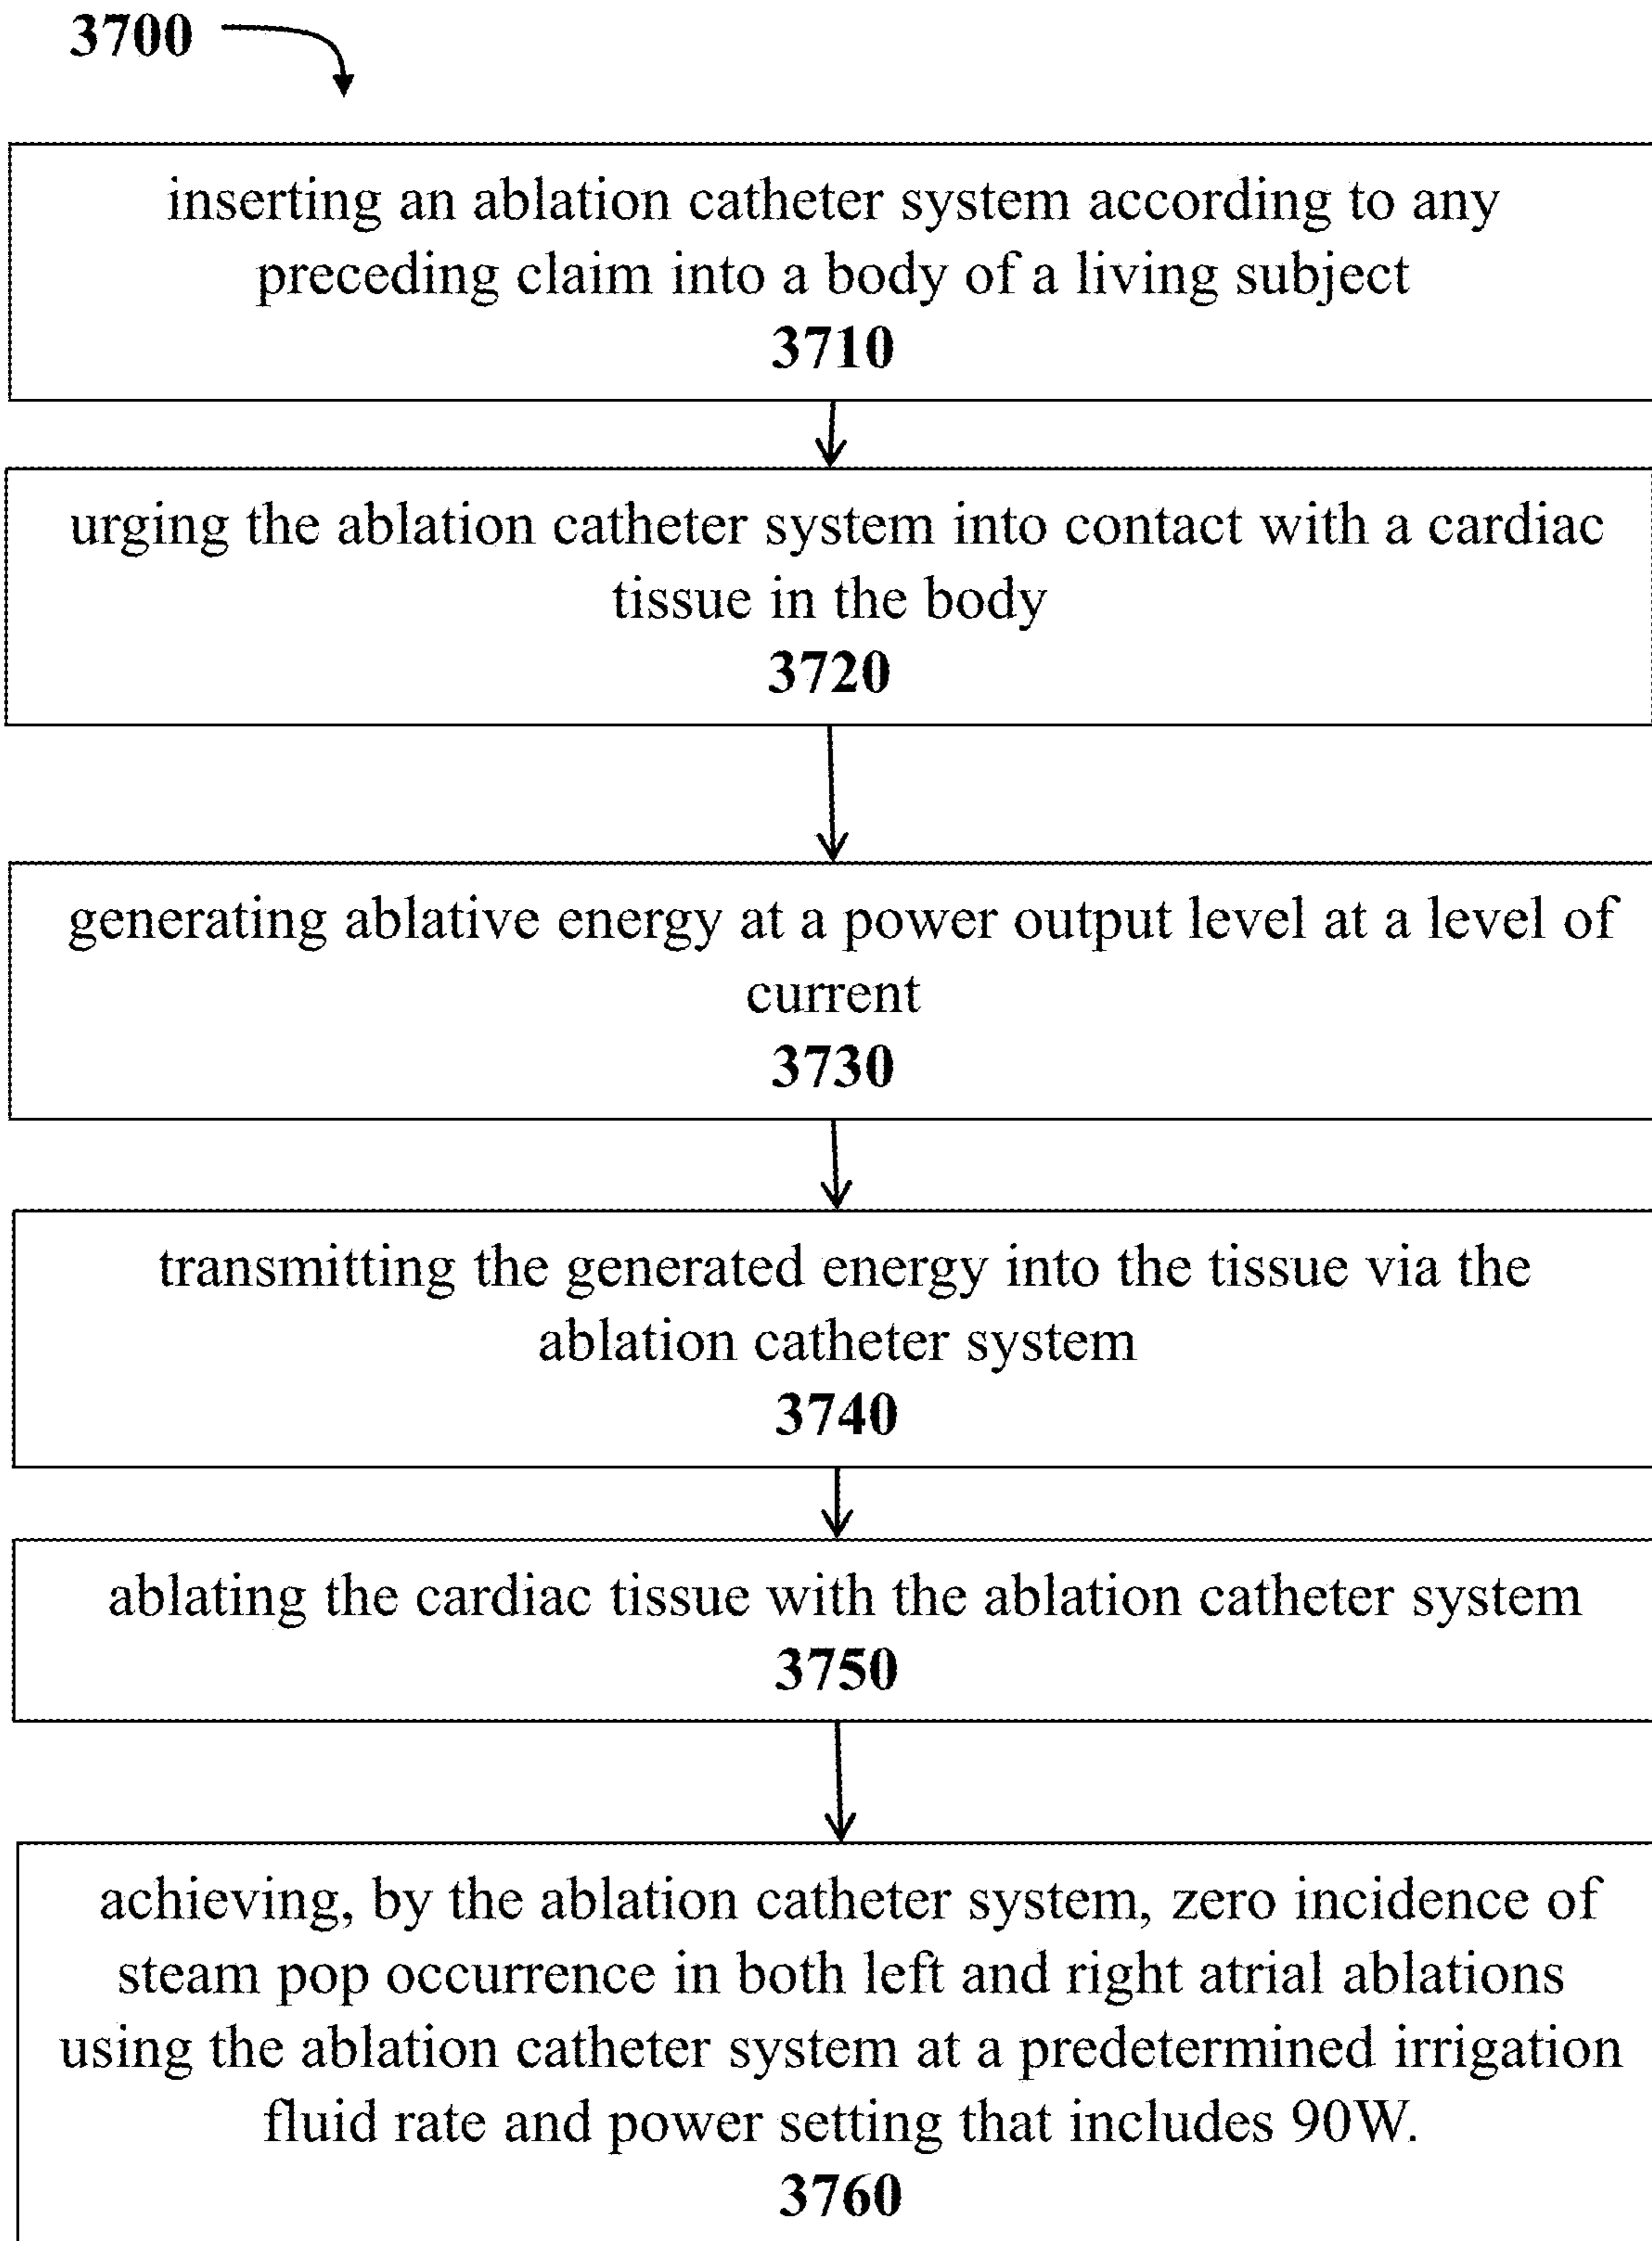 3700
inserting an ablation catheter system according to any
preceding claim into a body of a living subject
3710
urging the ablation catheter system into contact with a cardiac
tissue in the body
3720
generating ablative energy at a power output level at a level of
current
3730
transmitting the generated energy into the tissue via the
ablation catheter system
3740
ablating the cardiac tissue with the ablation catheter system
3750
achieving, by the ablation catheter system, zero incidence of
steam pop occurrence in both left and right atrial ablations
using the ablation catheter system at a predetermined irrigation
fluid rate and power setting that includes 90W.
3760